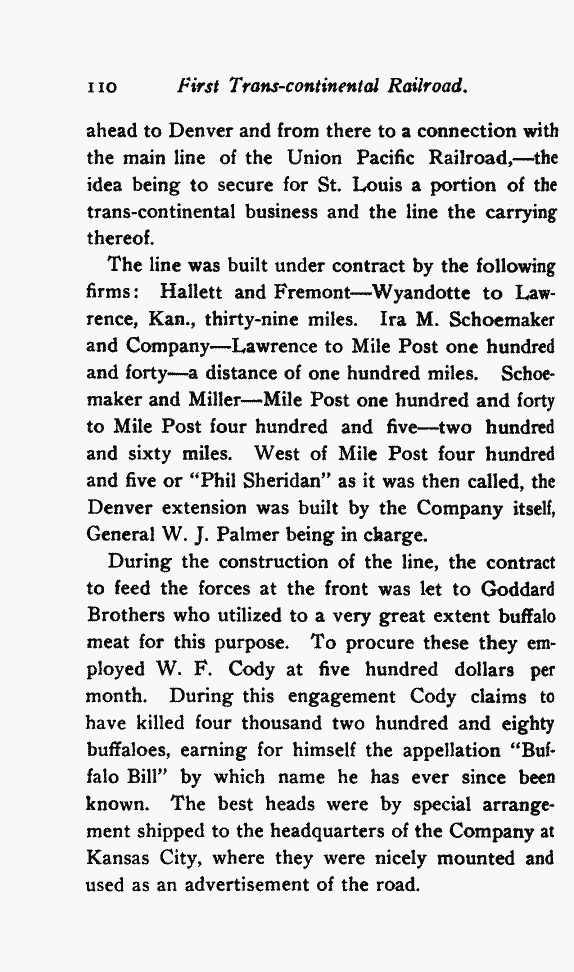 110 First Trans-continental Railroad.
ahead to Denver and from there to a connection with
the main line of the Union Pacific Railroad,—the
idea being to secure for St. Louis a portion of the
trans-continental business and the line the carrying
thereof.
The line was built under contract by the following
firms: Hallett and Fremont—Wyandotte to Law-
rence, Kan., thirty-nine miles. Ira M. Schoemaker
and Company—Lawrence to Mile Post one hundred
and forty—a distance of one hundred miles. Schoe-
maker and Miller—Mile Post one hundred and forty
to Mile Post four hundred and five—two hundred
and sixty miles. West of Mile Post four hundred
and five or "Phil Sheridan" as it was then called, the
Denver extension was built by the Company itself,
General W. J. Palmer being in charge.
During the construction of the line, the contract
to feed the forces at the front was let to Goddard
Brothers who utilized to a very great extent buffalo
meat for this purpose. To procure these they em-
ployed W. F. Cody at five hundred dollars per
month. During this engagement Cody claims to
have killed four thousand two hundred and eighty
buffaloes, earning for himself the appellation "Buf-
falo Bill" by which name he has ever since been
known. The best heads were by special arrange-
ment shipped to the headquarters of the Company at
Kansas City, where they were nicely mounted and
used as an advertisement of the road.